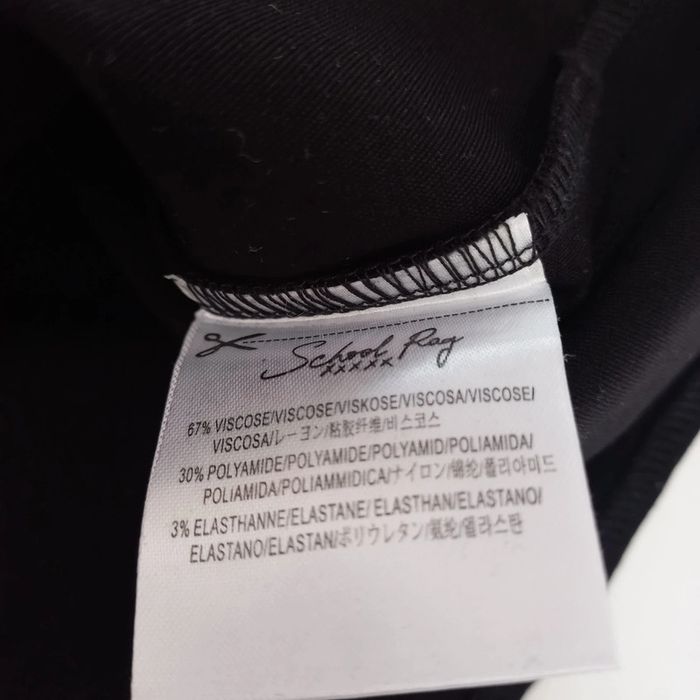 School Rag
xxxxx
67% VISCOSE/VISCOSE/VISKOSE/VISCOSA/VISCOSE/
VISCOSA/レーヨン/粘胶纤维/비스코스
30% POLYAMIDE/POLYAMIDE/POLYAMID/POLIAMIDA/
POLIAMIDA/POLIAMMIDICA/ナイロン/锦纶/폴리아미드
3% ELASTHANNE/ELASTANE/ELASTHAN/ELASTANO/
ELASTANO/ELASTAN/ポリウレタン/氨纶/엘라스판